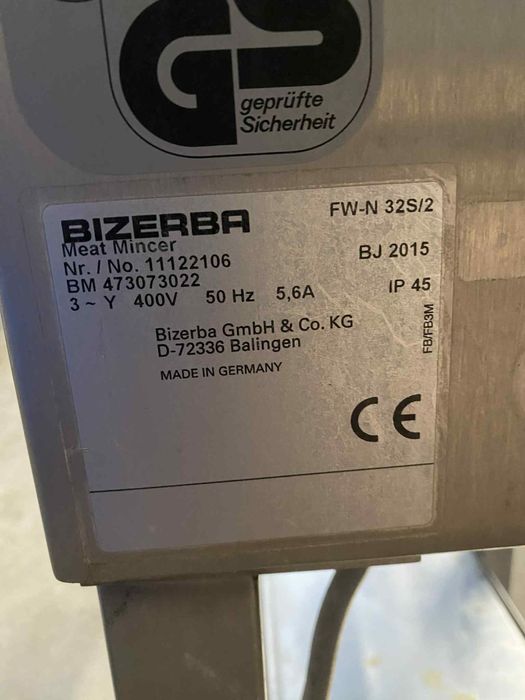 GS
geprüfte
Sicherheit
BIZERBA FW-N 32S/2
Meat Mincer
Nr. / No. 11122106 BJ 2015
BM 473073022
3 ~ Y 400V 50 Hz 5,6A IP 45
Bizerba GmbH & Co. KG
D-72336 Balingen
MADE IN GERMANY
FB/FB3M
CE